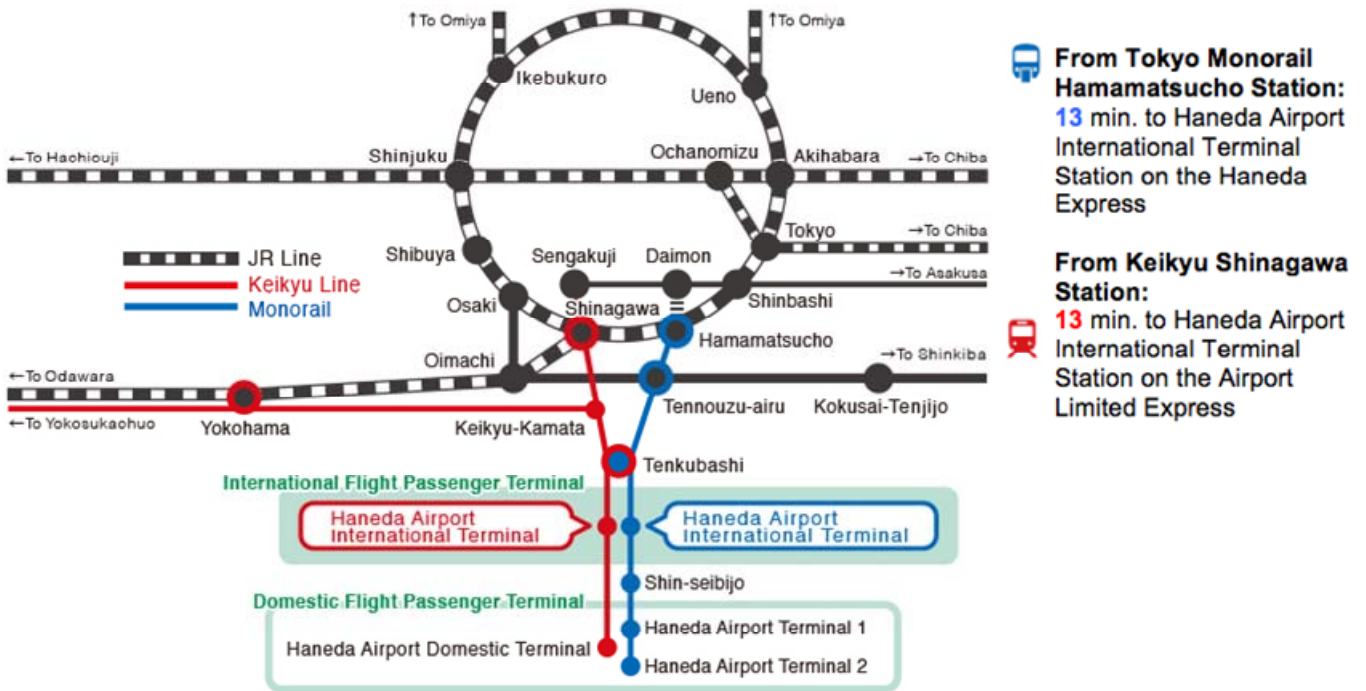 ↑To Omiya
↑To Omiya
Ikebukuro
Ueno
←To Hachiouji
Shinjuku
Ochanomizu
Akihabara
→To Chiba
Tokyo
→To Chiba
JR Line
Keikyu Line
Monorail
Shibuya
Sengakuji
Daimon
→To Asakusa
Osaki
Shinagawa
Shinbashi
Oimachi
Hamamatsucho
→To Shinkiba
←To Odawara
←To Yokosukachuo
Yokohama
Keikyu-Kamata
Tennouzu-airu
Kokusai-Tenjijo
Tenkubashi
International Flight Passenger Terminal
Haneda Airport
International Terminal
Haneda Airport
International Terminal
Shin-seibijo
Domestic Flight Passenger Terminal
Haneda Airport Terminal 1
Haneda Airport Domestic Terminal
Haneda Airport Terminal 2
From Tokyo Monorail
Hamamatsucho Station:
13 min. to Haneda Airport
International Terminal
Station on the Haneda
Express
From Keikyu Shinagawa
Station:
13 min. to Haneda Airport
International Terminal
Station on the Airport
Limited Express